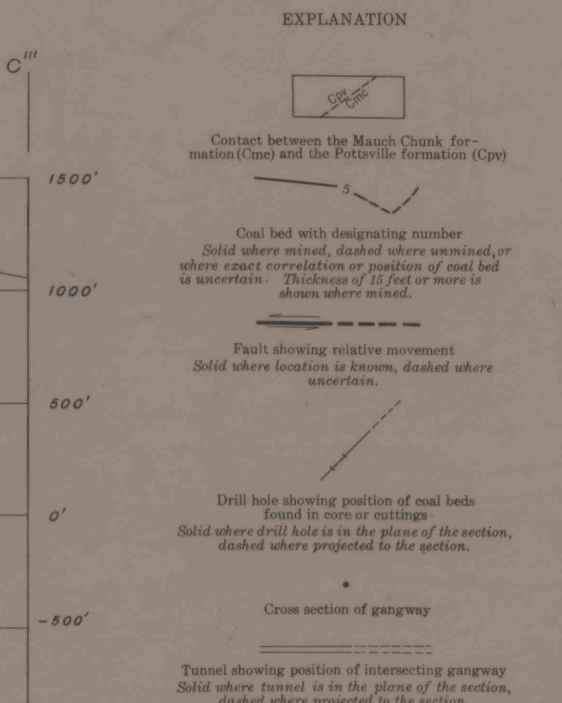 EXPLANATION
C'''
Cpv
Cmc
Contact between the Mauch Chunk for-
mation (Cmc) and the Pottsville formation (Cpv)
1500'
5
Coal bed with designating number
Solid where mined, dashed where unmined, or
where exact correlation or position of coal bed
is uncertain. Thickness of 15 feet or more is
shown where mined.
1000'
Fault showing relative movement
Solid where location is known, dashed where
uncertain.
500'
Drill hole showing position of coal beds
found in core or cuttings
Solid where drill hole is in the plane of the section,
dashed where projected to the section.
0'
Cross section of gangway
-500'
Tunnel showing position of intersecting gangway
Solid where tunnel is in the plane of the section,
dashed where projected to the section